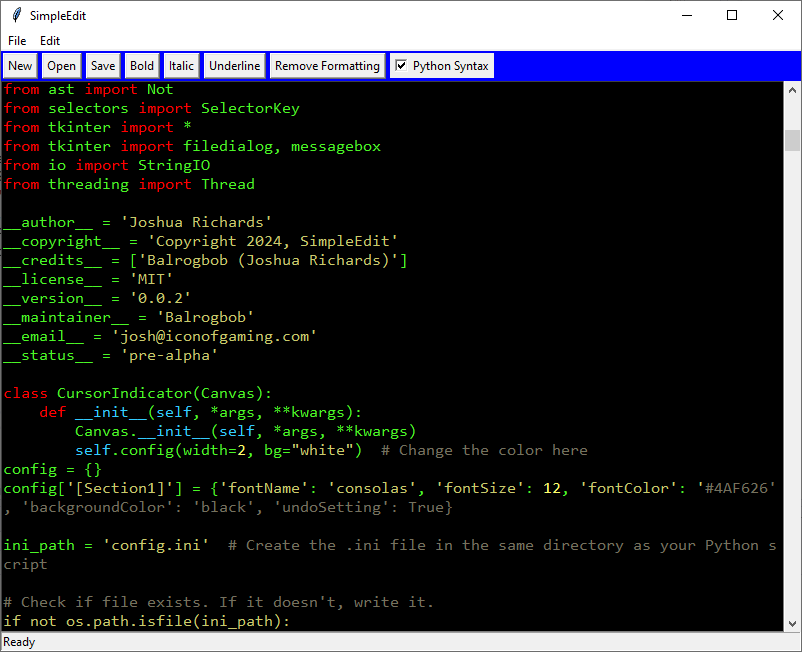 SimpleEdit
File Edit
New Open Save Bold Italic Underline Remove Formatting Python Syntax
from ast import Not
from selectors import SelectorKey
from tkinter import *
from tkinter import filedialog, messagebox
from io import StringIO
from threading import Thread
__author__ = 'Joshua Richards'
__copyright__ = 'Copyright 2024, SimpleEdit'
__credits__ = ['Balrogbob (Joshua Richards)']
__license__ = 'MIT'
__version__ = '0.0.2'
__maintainer__ = 'Balrogbob'
__email__ = 'josh@iconofgaming.com'
__status__ = 'pre-alpha'
class CursorIndicator(Canvas):
    def __init__(self, *args, **kwargs):
        Canvas.__init__(self, *args, **kwargs)
        self.config(width=2, bg="white")  # Change the color here
config = {}
config['[Section1]'] = {'fontName': 'consolas', 'fontSize': 12, 'fontColor': '#4AF626'
, 'backgroundColor': 'black', 'undoSetting': True}
ini_path = 'config.ini'  # Create the .ini file in the same directory as your Python s
cript
# Check if file exists. If it doesn't, write it.
if not os.path.isfile(ini_path):
Ready